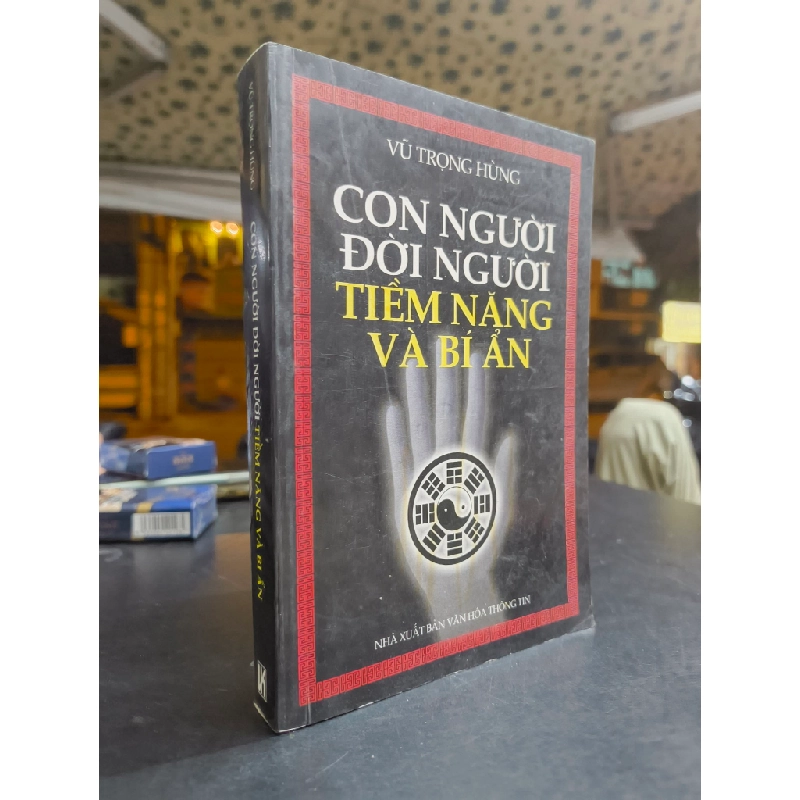 VŨ TRỌNG HÙNG
CON NGƯỜI
ĐỜI NGƯỜI
TIỀM NĂNG
VÀ BÍ ẨN
NHÀ XUẤT BẢN VĂN HÓA THÔNG TIN
VŨ TRỌNG HÙNG
CON NGƯỜI ĐỜI NGƯỜI TIỀM NĂNG VÀ BÍ ẨN